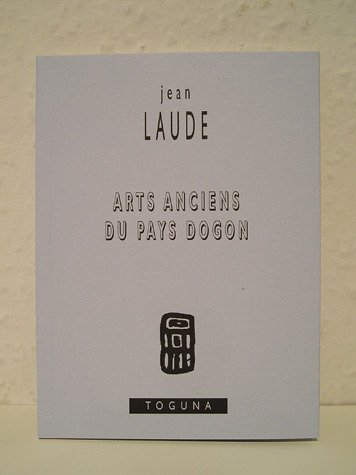 jean
LAUDE
ARTS ANCIENS
DU PAYS DOGON
TOGUNA